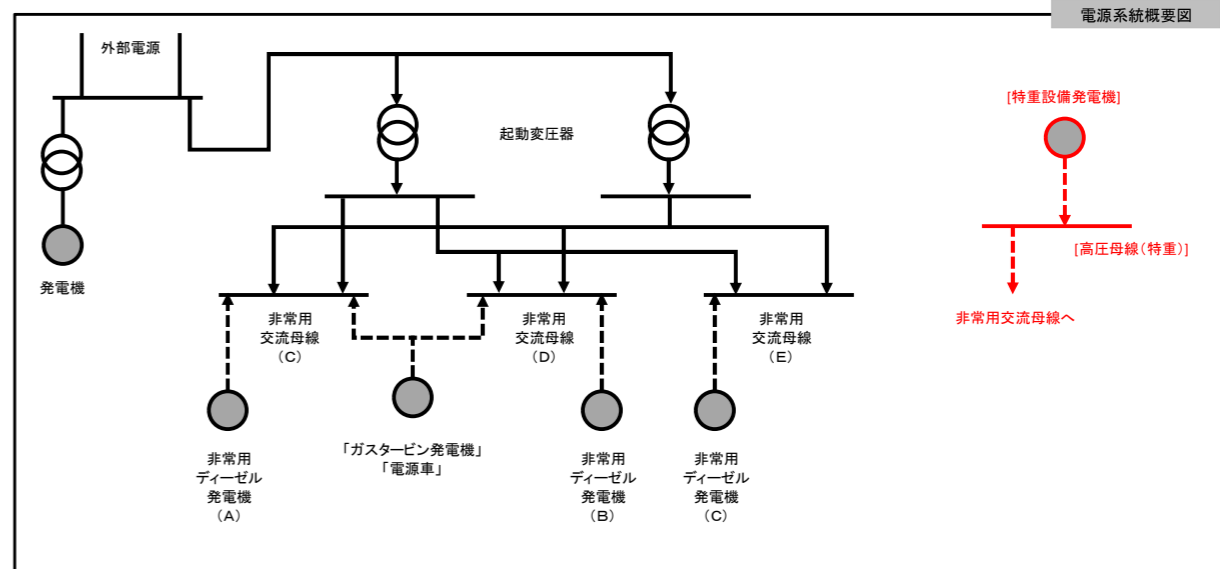 電源系統概要図
外部電源
[特重設備発電機]
起動変圧器
[高圧母線(特重)]
発電機
非常用交流母線へ
非常用
交流母線
(C)
非常用
交流母線
(D)
非常用
交流母線
(E)
「ガスタービン発電機」
「電源車」
非常用
ディーゼル
発電機
(A)
非常用
ディーゼル
発電機
(B)
非常用
ディーゼル
発電機
(C)